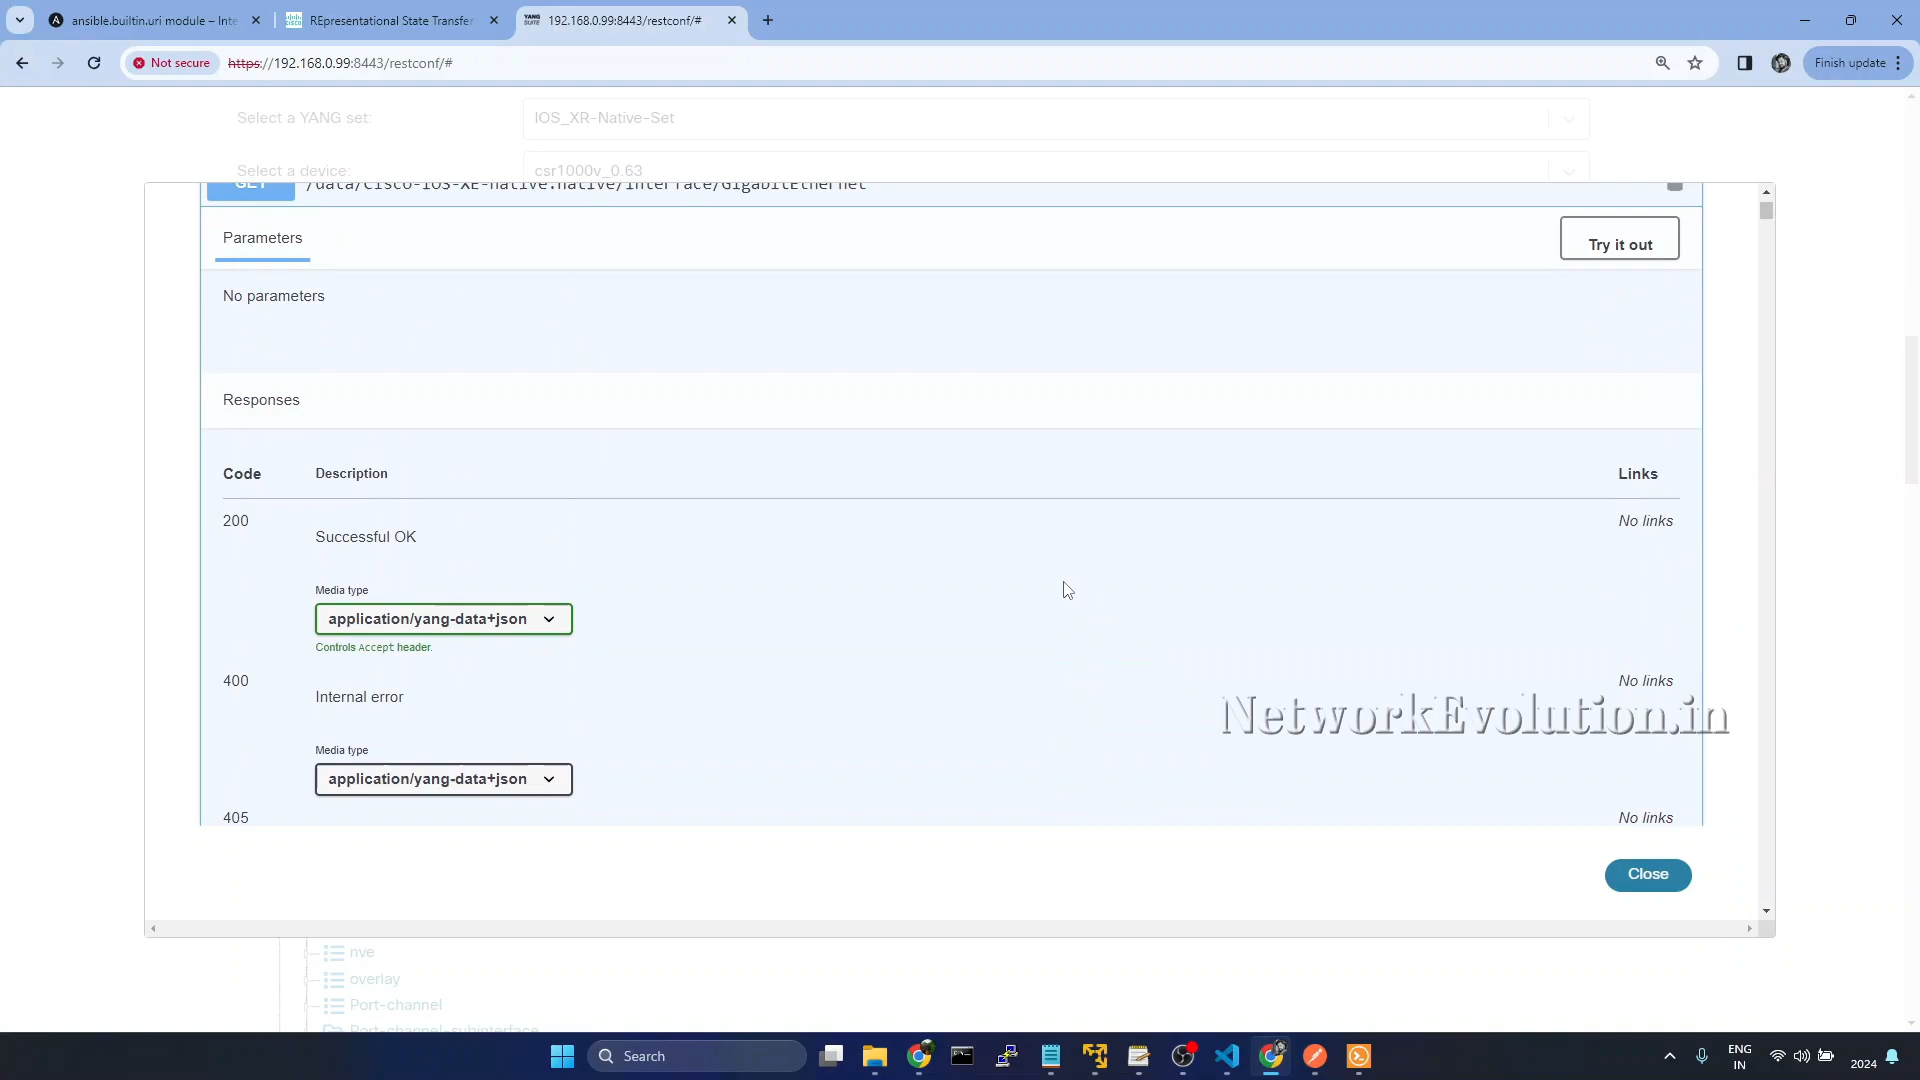 ansible.builtin.uri module – Inte
REpresentational State Transfer
YANG SUITE
192.168.0.99:8443/restconf/#
Not secure
https://192.168.0.99:8443/restconf/#
Finish update
Select a YANG set:
IOS_XR-Native-Set
Select a device:
csr1000v_0.63
GET
/data/Cisco-IOS-XE-native:native/interface/GigabitEthernet
Parameters
Try it out
No parameters
Responses
Code
Description
Links
200
Successful OK
No links
Media type
application/yang-data+json
Controls Accept header.
400
Internal error
No links
Media type
application/yang-data+json
405
No links
NetworkEvolution.in
Close
nve
overlay
Port-channel
Port-channel-subinterface
Search
ENG
IN
2024